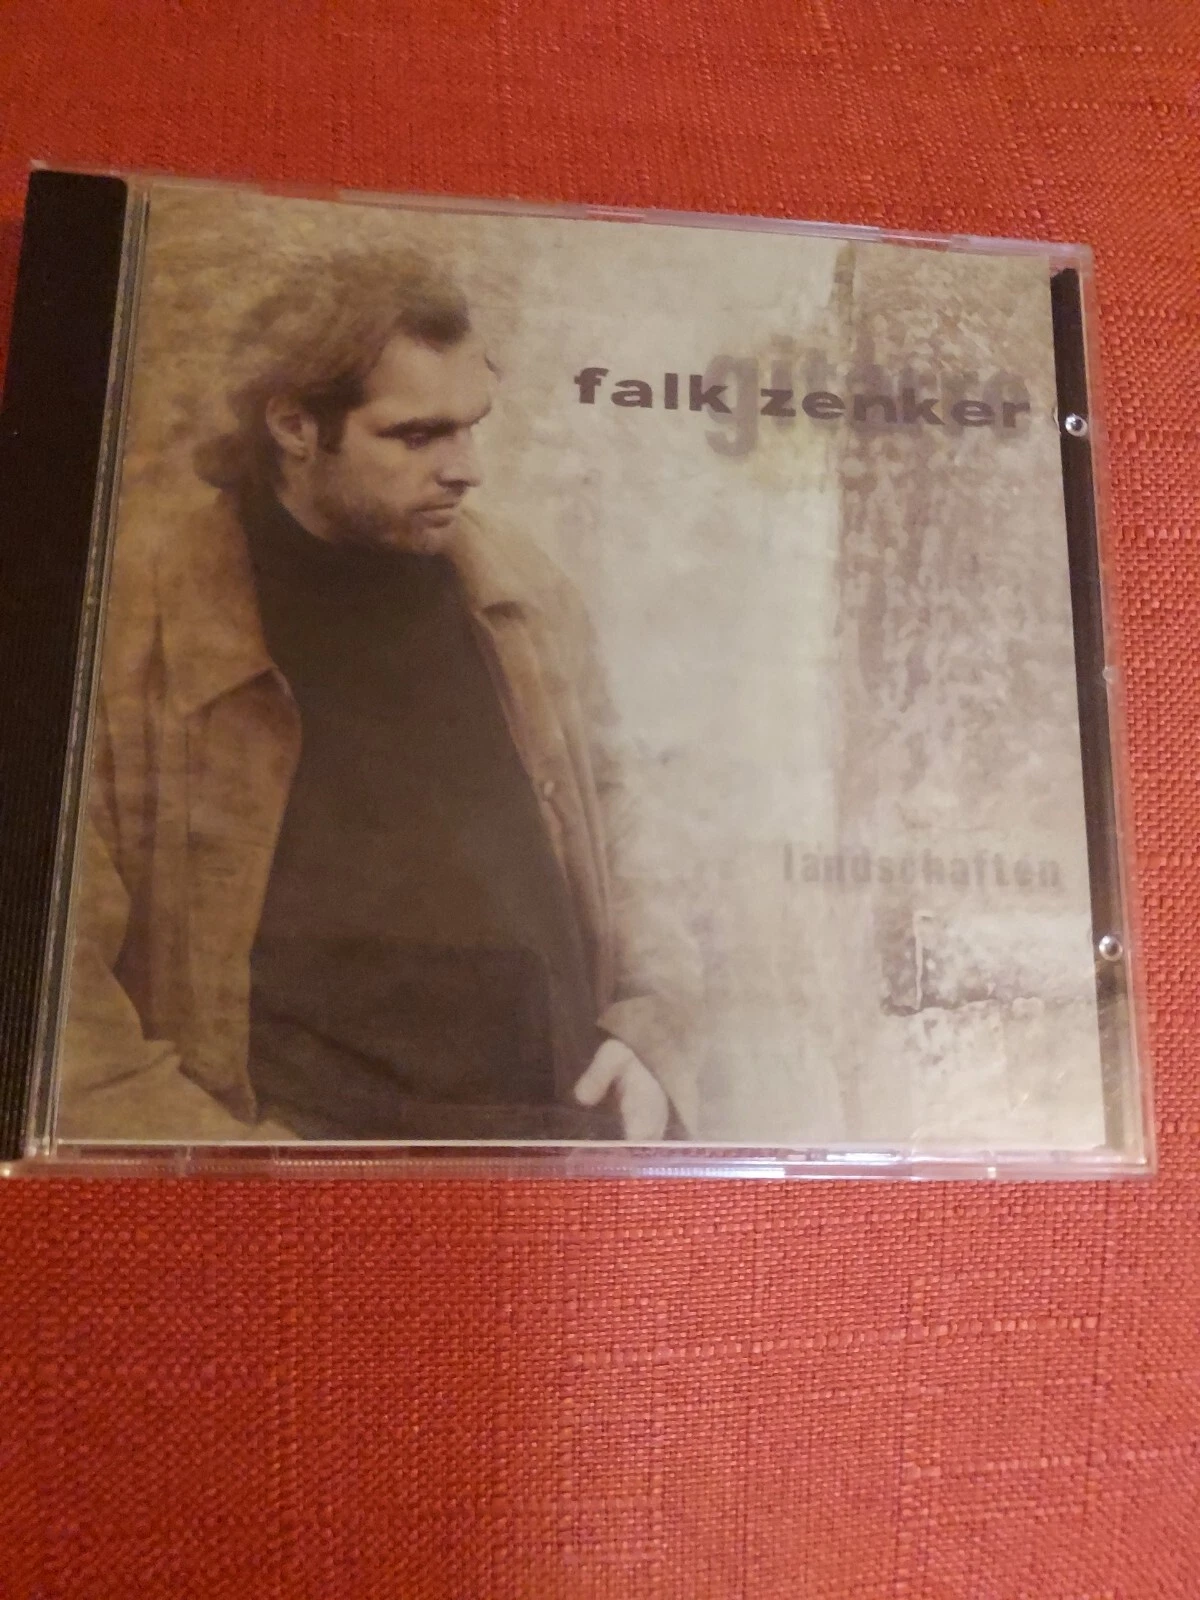 gitarre
falk zenker
landschaften